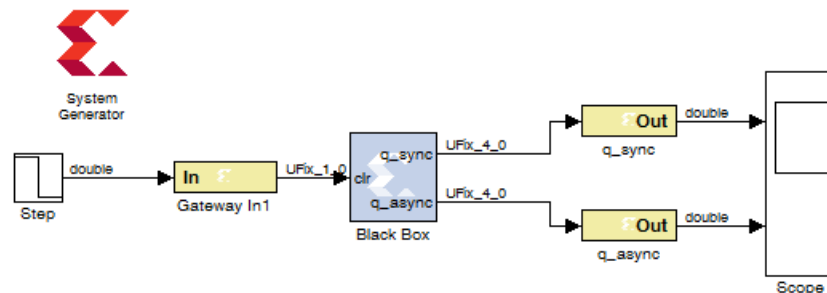 System
Generator
double
Step
In
Gateway In1
UFix_1_0
clr
q_sync
q_async
Black Box
UFix_4_0
UFix_4_0
Out
q_sync
double
Out
q_async
double
Scope